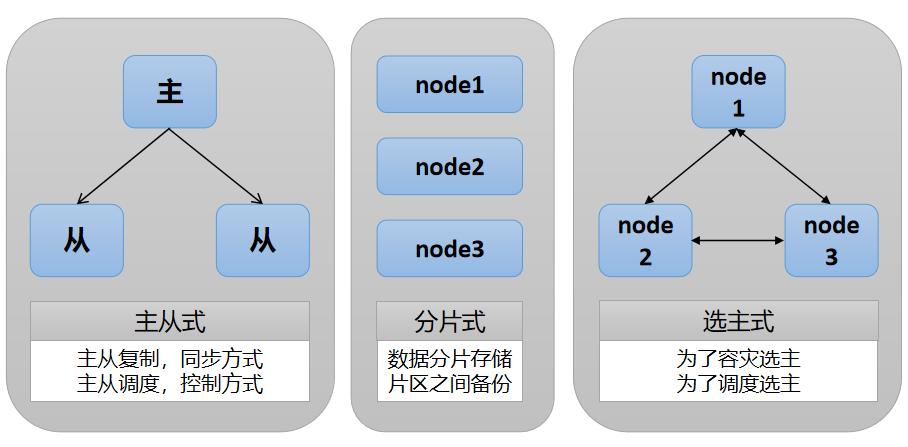 主
从
从
主从式
主从复制，同步方式
主从调度，控制方式
node1
node2
node3
分片式
数据分片存储
片区之间备份
node
1
node
2
node
3
选主式
为了容灾选主
为了调度选主